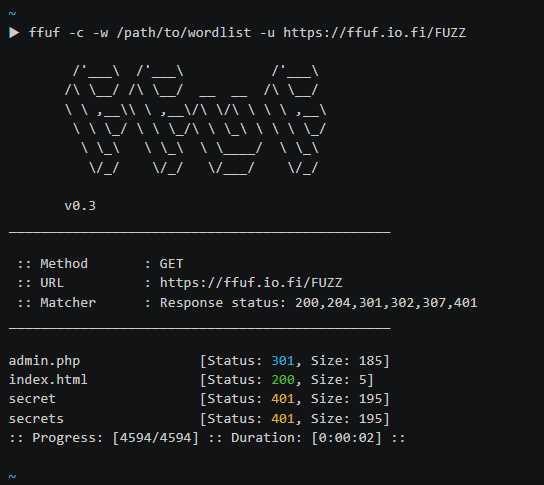 ~
▶ ffuf -c -w /path/to/wordlist -u https://ffuf.io.fi/FUZZ
        /'___\  /'___\           /'___\
       /\ \__/ /\ \__/  __  __  /\ \__/
       \ \ ,__\\ \ ,__\/\ \/\ \ \ \ ,__\
        \ \ \_/ \ \ \_/\ \ \_\ \ \ \ \_/
         \ \_\   \ \_\  \ \____/  \ \_\
          \/_/    \/_/   \/___/    \/_/
       v0.3
________________________________________________
 :: Method       : GET
 :: URL          : https://ffuf.io.fi/FUZZ
 :: Matcher      : Response status: 200,204,301,302,307,401
________________________________________________
admin.php               [Status: 301, Size: 185]
index.html              [Status: 200, Size: 5]
secret                  [Status: 401, Size: 195]
secrets                 [Status: 401, Size: 195]
:: Progress: [4594/4594] :: Duration: [0:00:02] ::
~